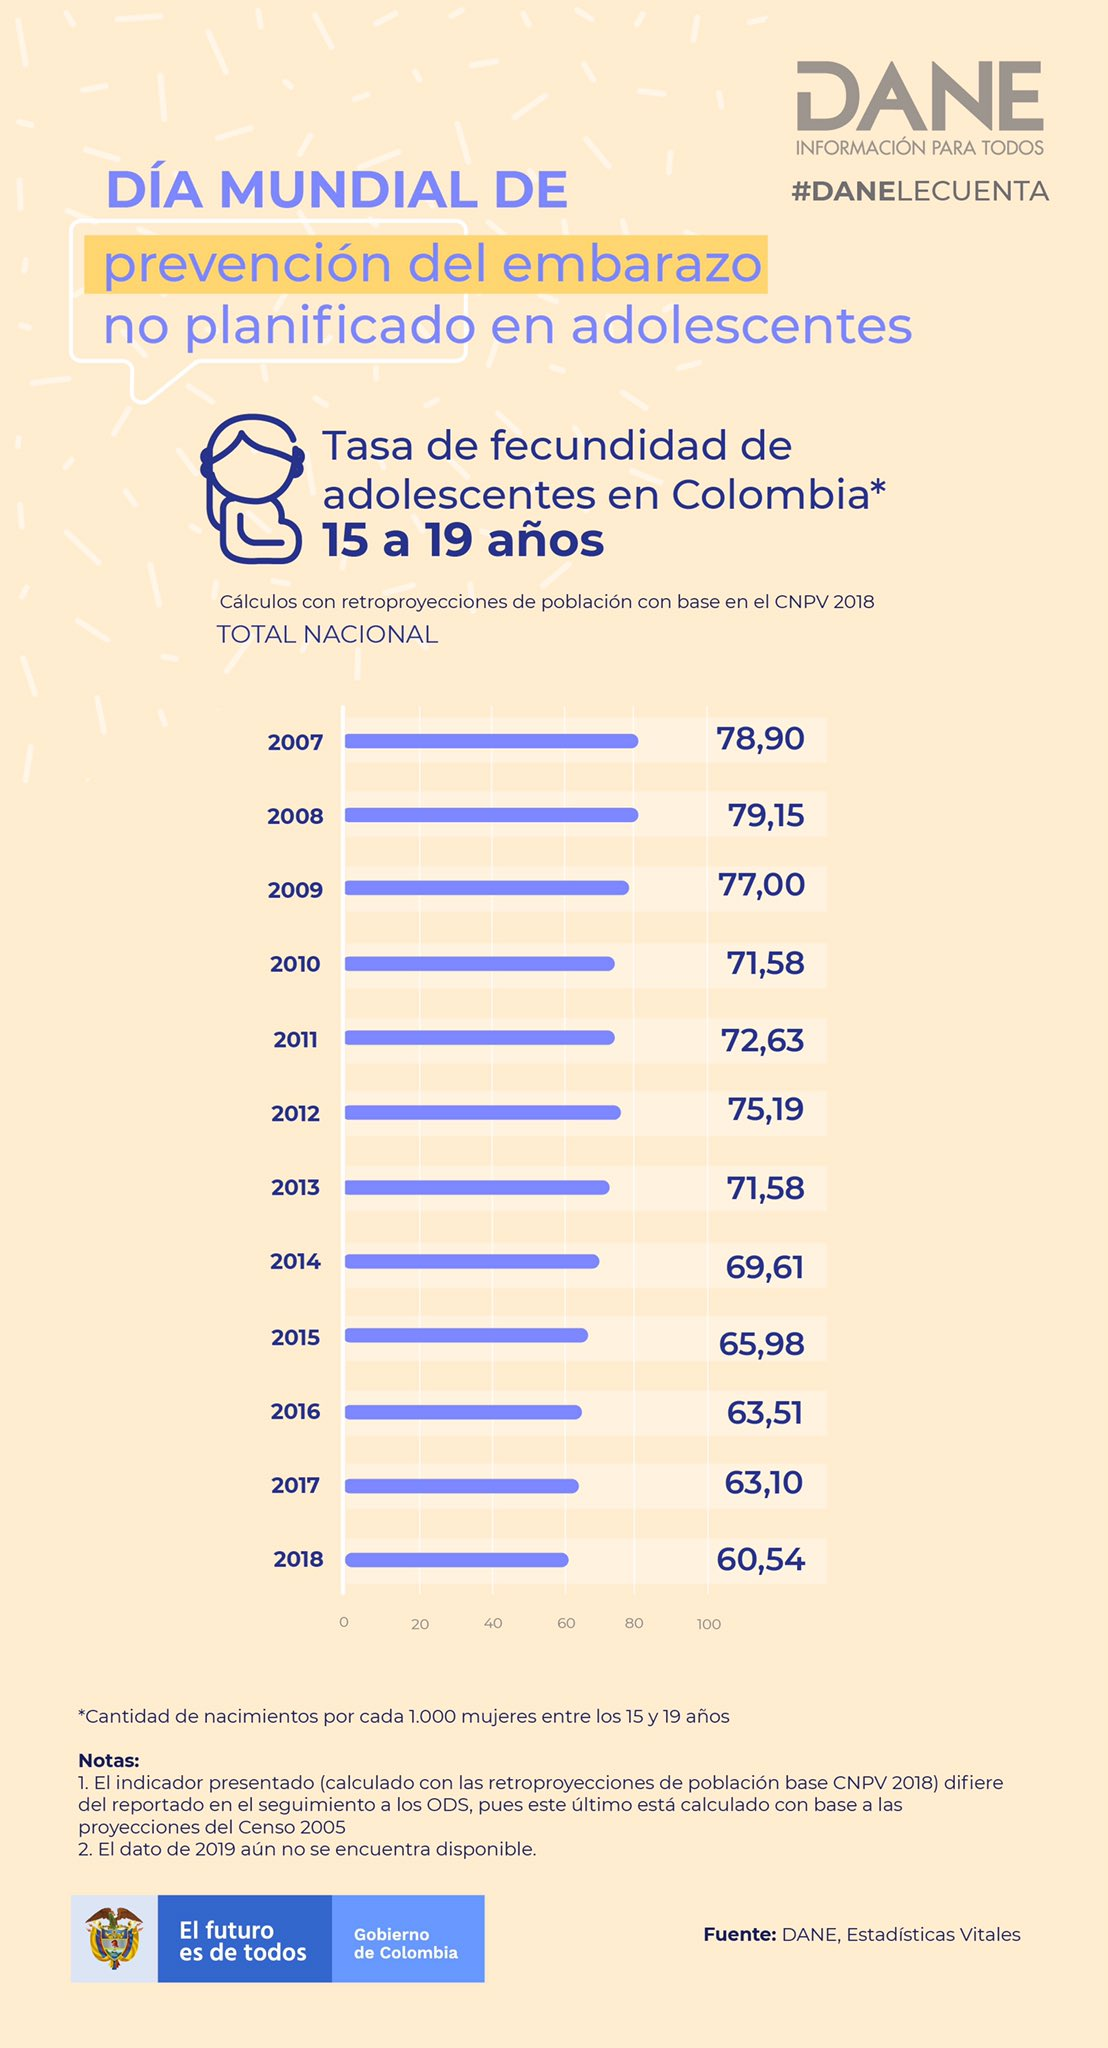 DANE
INFORMACIÓN PARA TODOS
#DANELECUENTA
DÍA MUNDIAL DE
prevención del embarazo
no planificado en adolescentes
Tasa de fecundidad de
adolescentes en Colombia*
15 a 19 años
Cálculos con retroproyecciones de población con base en el CNPV 2018
TOTAL NACIONAL
2007 78,90
2008 79,15
2009 77,00
2010 71,58
2011 72,63
2012 75,19
2013 71,58
2014 69,61
2015 65,98
2016 63,51
2017 63,10
2018 60,54
0 20 40 60 80 100
*Cantidad de nacimientos por cada 1.000 mujeres entre los 15 y 19 años
Notas:
1. El indicador presentado (calculado con las retroproyecciones de población base CNPV 2018) difiere
del reportado en el seguimiento a los ODS, pues este último está calculado con base a las
proyecciones del Censo 2005
2. El dato de 2019 aún no se encuentra disponible.
El futuro
es de todos
Gobierno
de Colombia
Fuente: DANE, Estadísticas Vitales